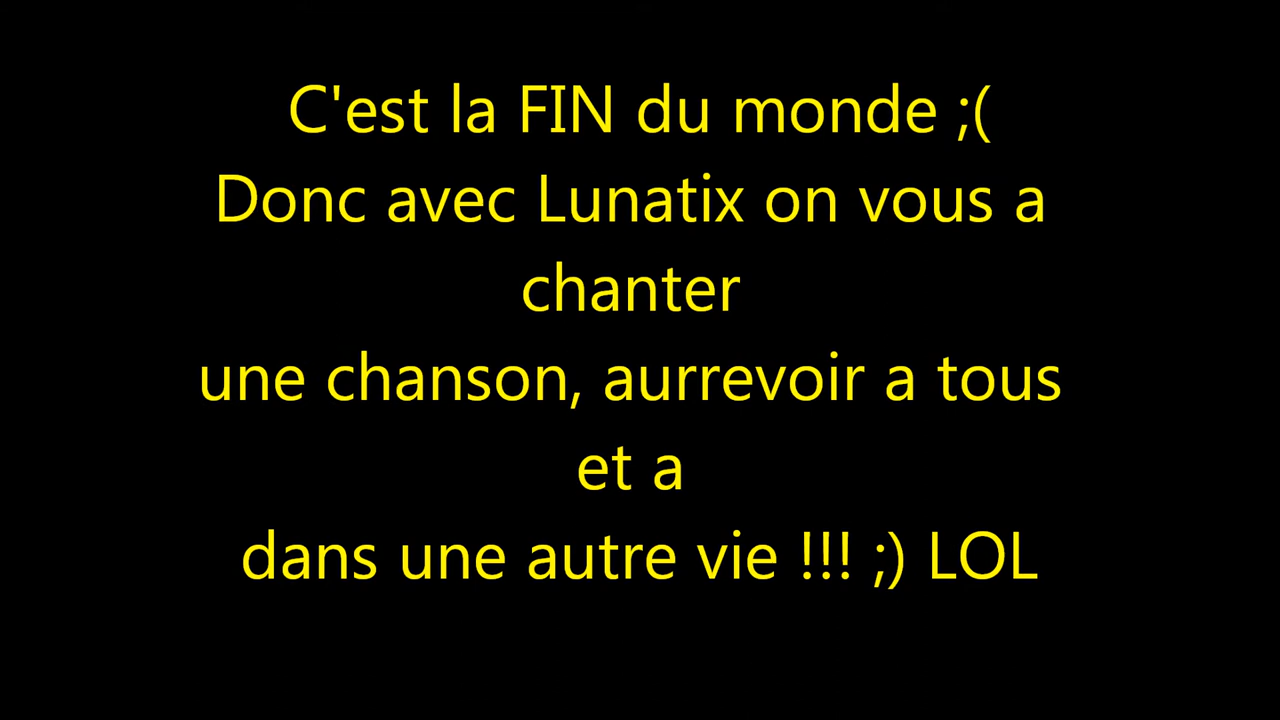 C'est la FIN du monde ;(
Donc avec Lunatix on vous a
chanter
une chanson, aurrevoir a tous
et a
dans une autre vie !!! ;) LOL